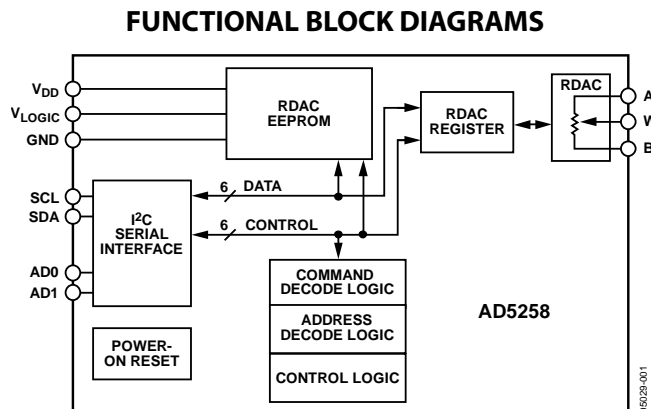 FUNCTIONAL BLOCK DIAGRAMS
VDD
VLOGIC
GND
SCL
SDA
AD0
AD1
RDAC
EEPROM
RDAC
REGISTER
RDAC
A
W
B
I2C
SERIAL
INTERFACE
6 DATA
6 CONTROL
COMMAND
DECODE LOGIC
ADDRESS
DECODE LOGIC
CONTROL LOGIC
POWER-
ON RESET
AD5258
05029-001